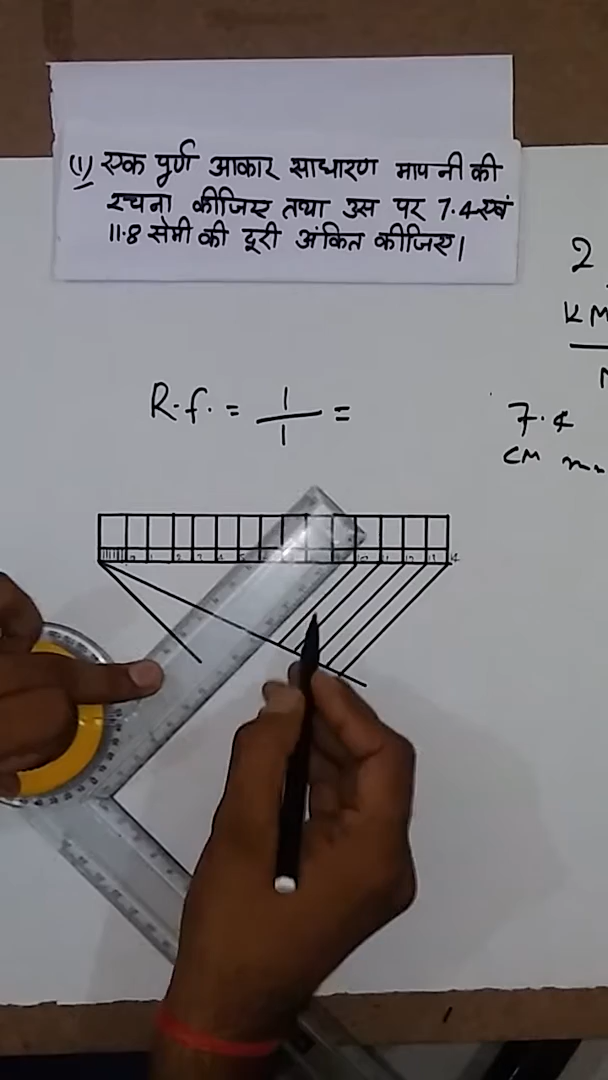 (1) एक पूर्ण आकार साधारण मापनी की
रचना कीजिए तथा उस पर 7.4 एवं
11.8 सेमी की दूरी अंकित कीजिए।
2
KM
R.f. = 1/1 =
7.4
CM mm